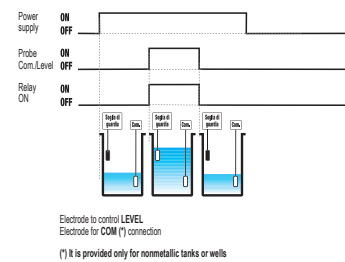 Power supply ON
OFF
Probe Com./Level ON
OFF
Relay ON ON
OFF
Soglia di guardia Com. Soglia di guardia Com. Soglia di guardia Com.
Electrode to control LEVEL
Electrode for COM (*) connection
(*) It is provided only for nonmetallic tanks or wells